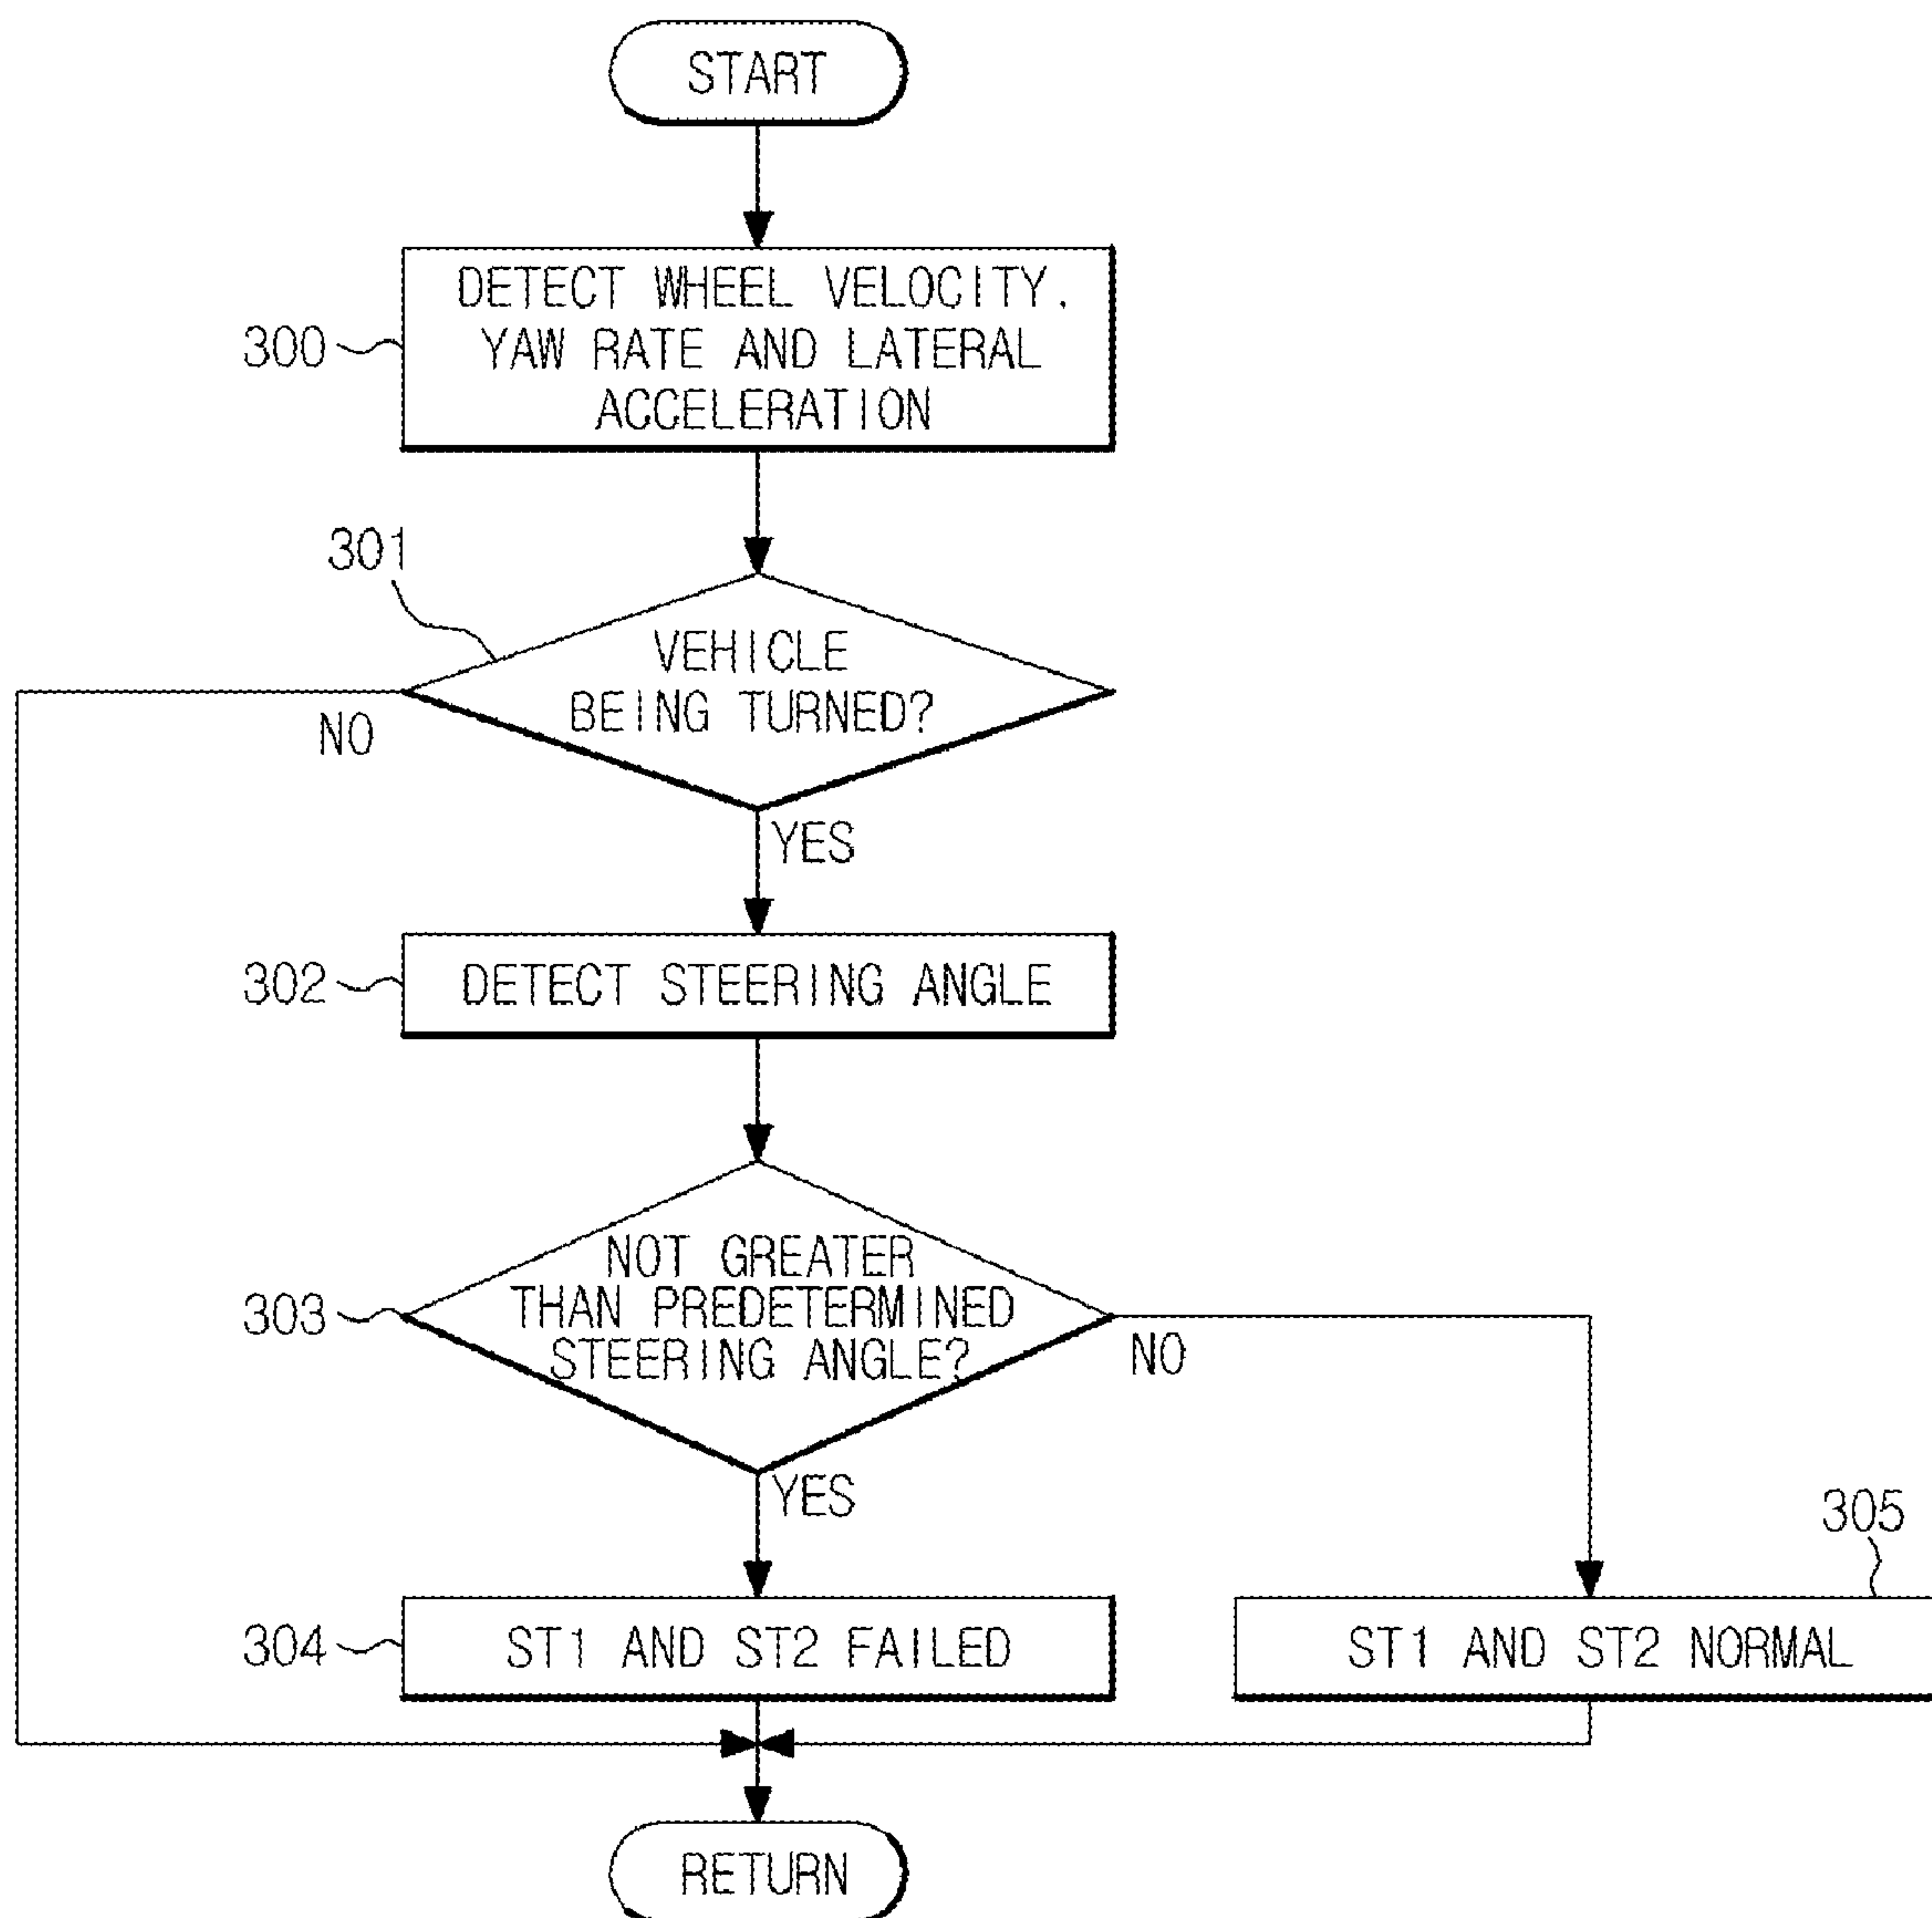 START
DETECT WHEEL VELOCITY,
YAW RATE AND LATERAL
ACCELERATION
300
301
VEHICLE
BEING TURNED?
NO
YES
302
DETECT STEERING ANGLE
NOT GREATER
THAN PREDETERMINED
STEERING ANGLE?
303
NO
YES
305
304
ST1 AND ST2 FAILED
ST1 AND ST2 NORMAL
RETURN